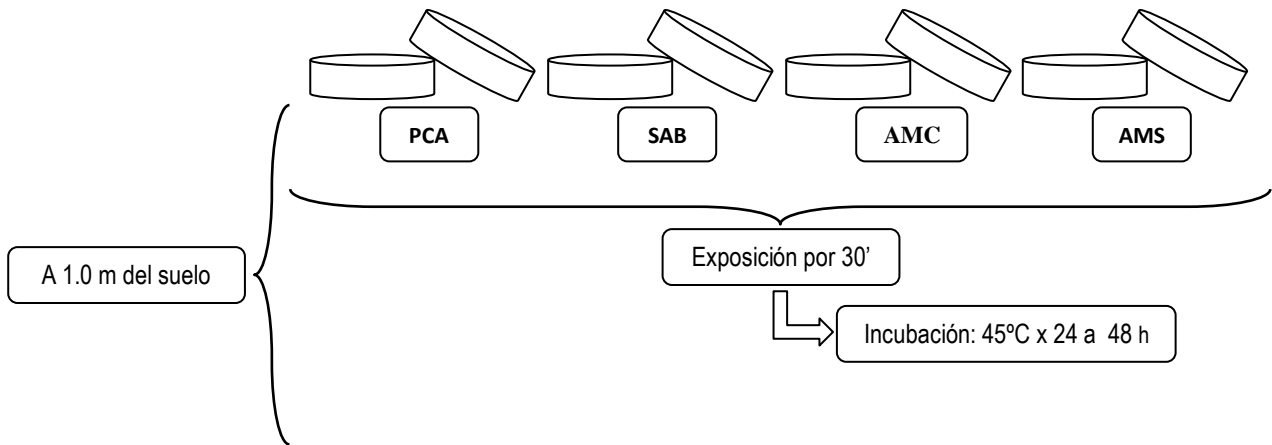 PCA
SAB
AMC
AMS
A 1.0 m del suelo
Exposición por 30’
Incubación: 45ºC x 24 a 48 h